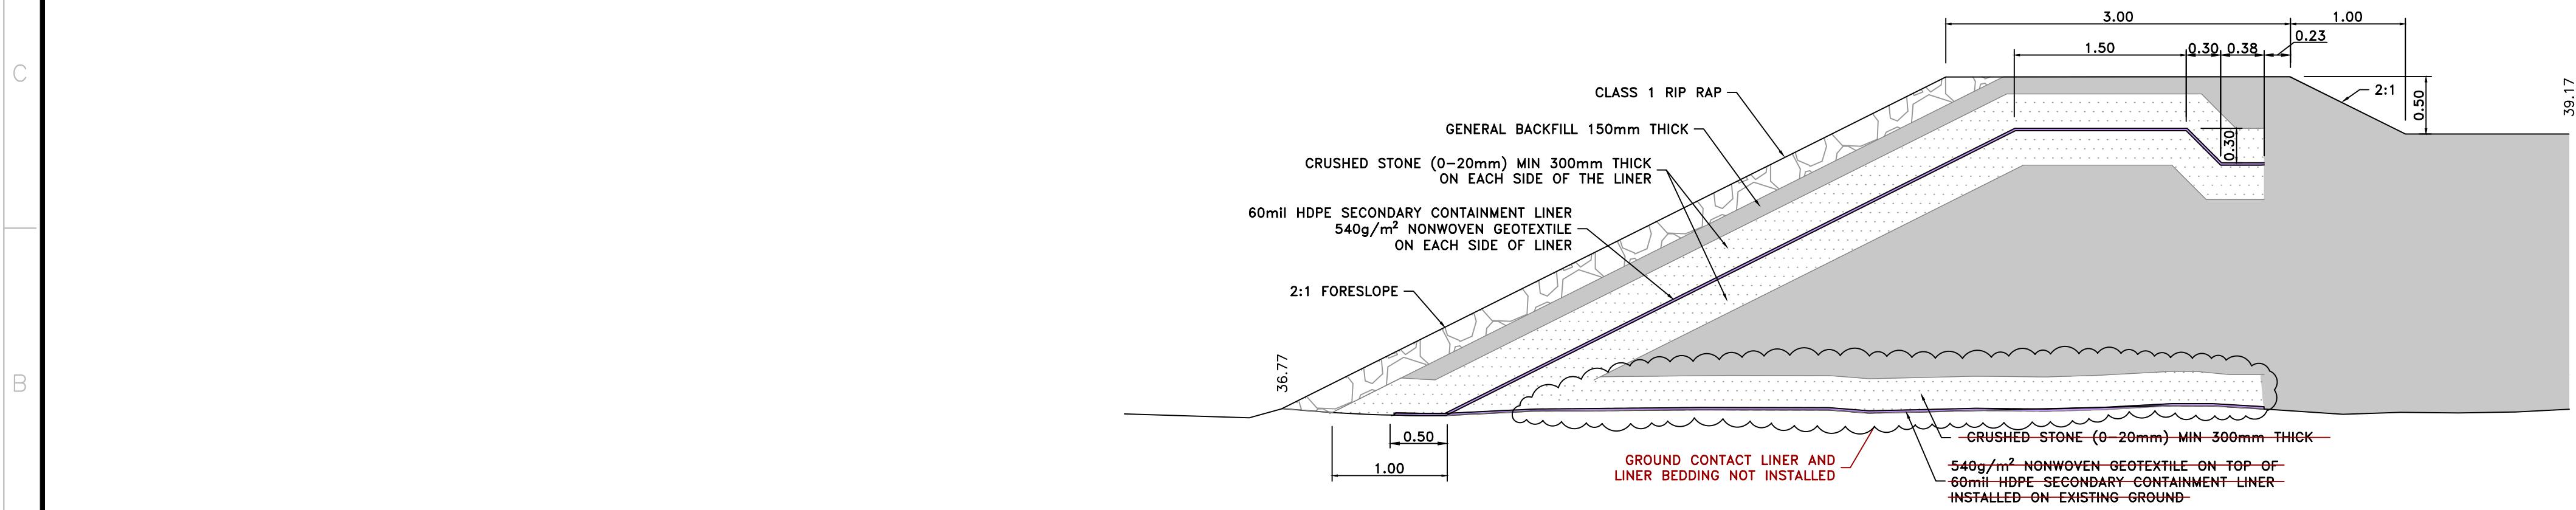 C
B
3.00
1.00
0.23
1.50
0.30
0.38
39.17
2:1
0.50
0.30
CLASS 1 RIP RAP
GENERAL BACKFILL 150mm THICK
CRUSHED STONE (0-20mm) MIN 300mm THICK
ON EACH SIDE OF THE LINER
60mil HDPE SECONDARY CONTAINMENT LINER
540g/m² NONWOVEN GEOTEXTILE
ON EACH SIDE OF LINER
2:1 FORESLOPE
36.77
0.50
1.00
GROUND CONTACT LINER AND
LINER BEDDING NOT INSTALLED
CRUSHED STONE (0-20mm) MIN 300mm THICK
540g/m² NONWOVEN GEOTEXTILE ON TOP OF
60mil HDPE SECONDARY CONTAINMENT LINER
INSTALLED ON EXISTING GROUND